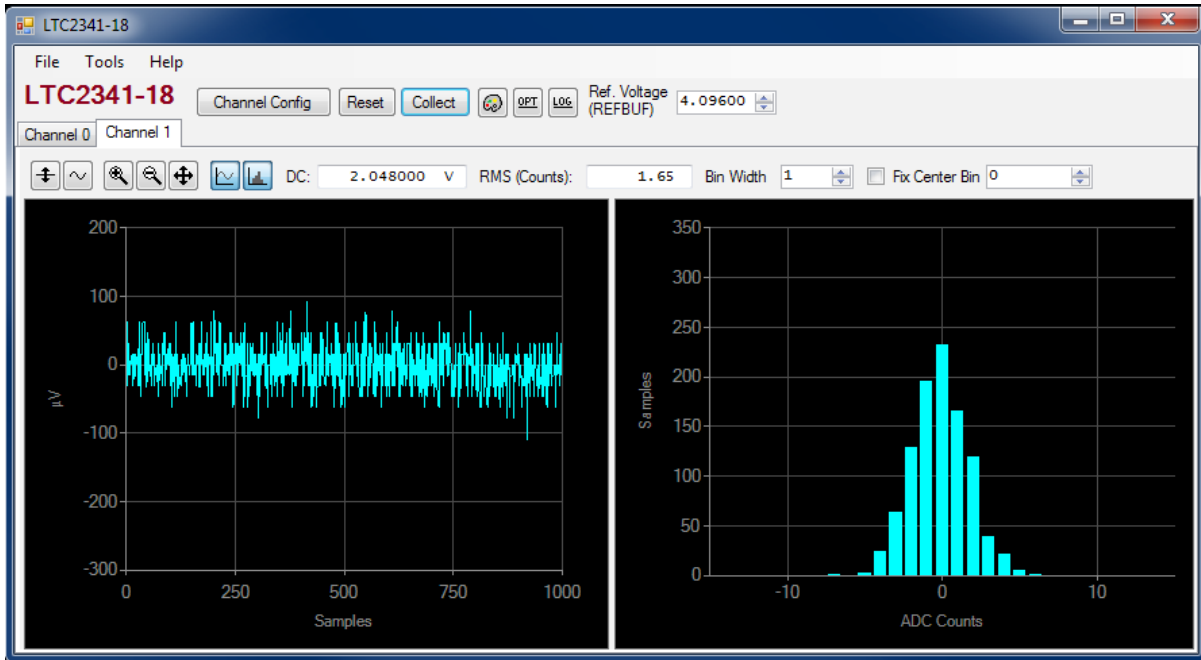 LTC2341-18
File Tools Help
LTC2341-18 Channel Config Reset Collect OPT LOG Ref. Voltage (REFBUF) 4.09600
Channel 0 Channel 1
DC: 2.048000 V RMS (Counts): 1.65 Bin Width 1 Fix Center Bin 0
200
100
0
-100
-200
-300
µV
0 250 500 750 1000
Samples
350
300
250
200
150
100
50
0
Samples
-10 0 10
ADC Counts